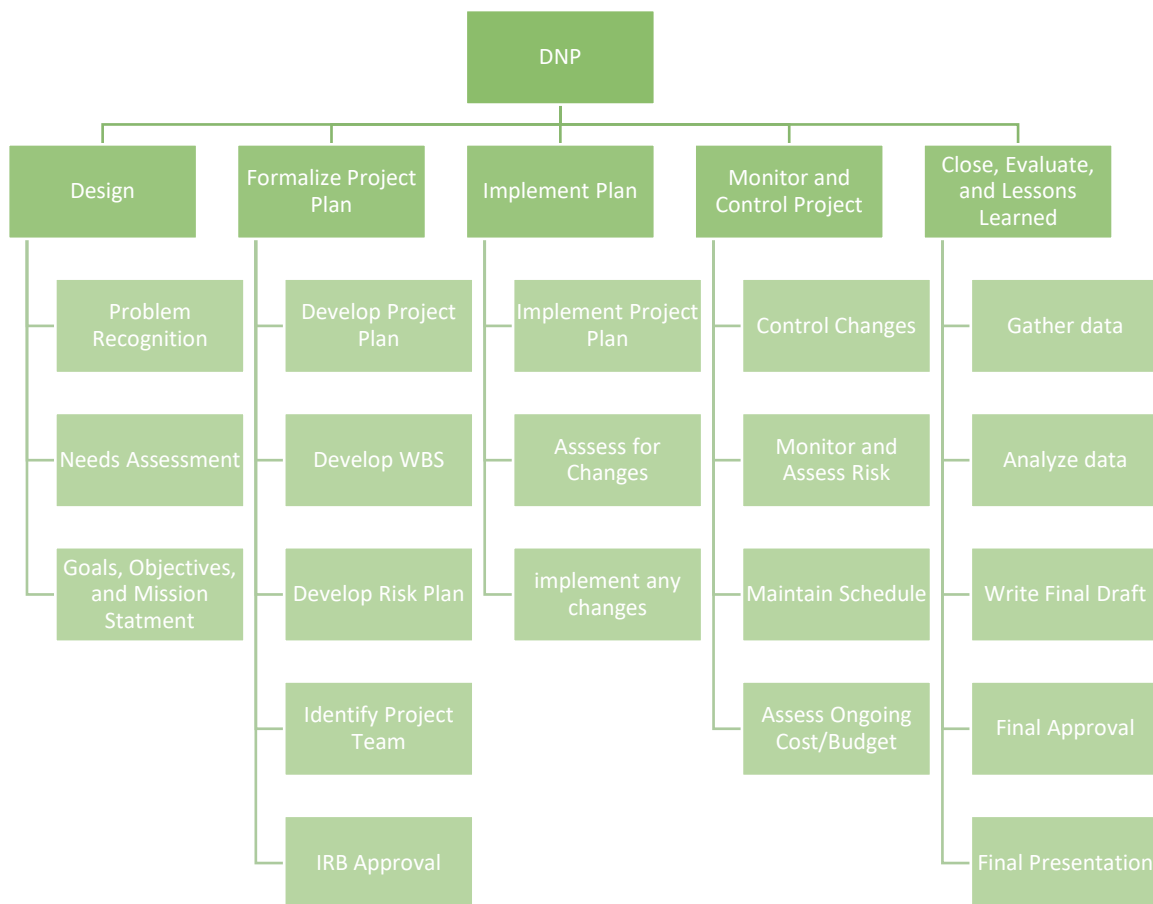 DNP
Design
Problem
Recognition
Needs Assessment
Goals, Objectives,
and Mission
Statment
Formalize Project
Plan
Develop Project
Plan
Develop WBS
Develop Risk Plan
Identify Project
Team
IRB Approval
Implement Plan
Implement Project
Plan
Asssess for
Changes
implement any
changes
Monitor and
Control Project
Control Changes
Monitor and
Assess Risk
Maintain Schedule
Assess Ongoing
Cost/Budget
Close, Evaluate,
and Lessons
Learned
Gather data
Analyze data
Write Final Draft
Final Approval
Final Presentation